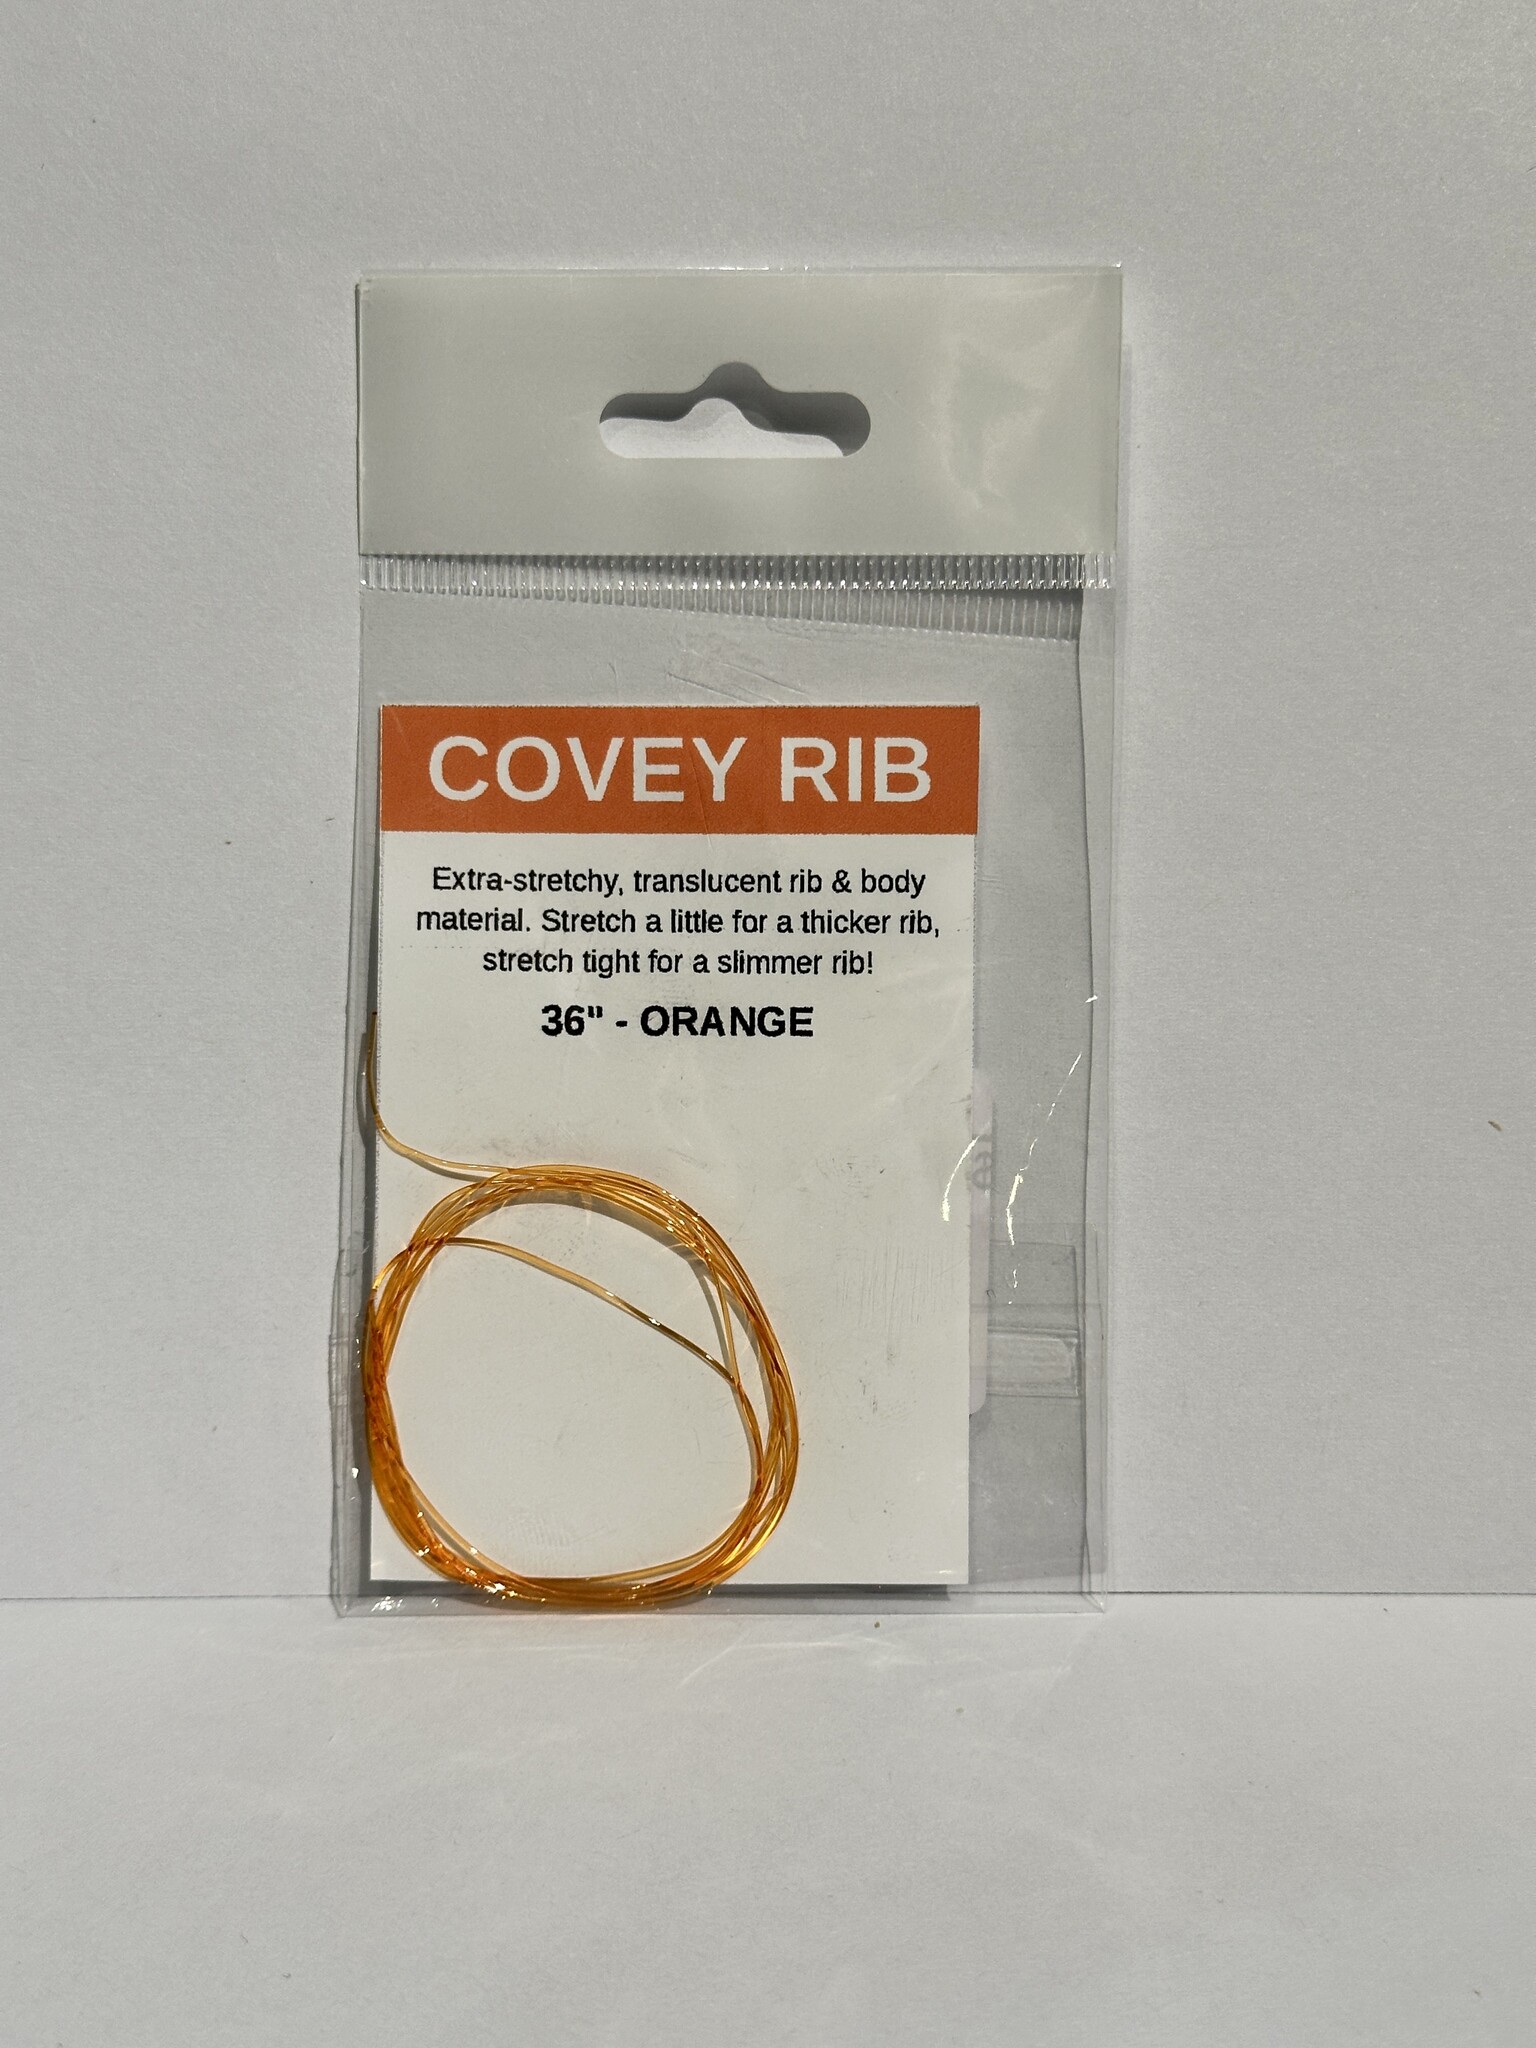 COVEY RIB
Extra-stretchy, translucent rib & body
material. Stretch a little for a thicker rib,
stretch tight for a slimmer rib!
36" - ORANGE